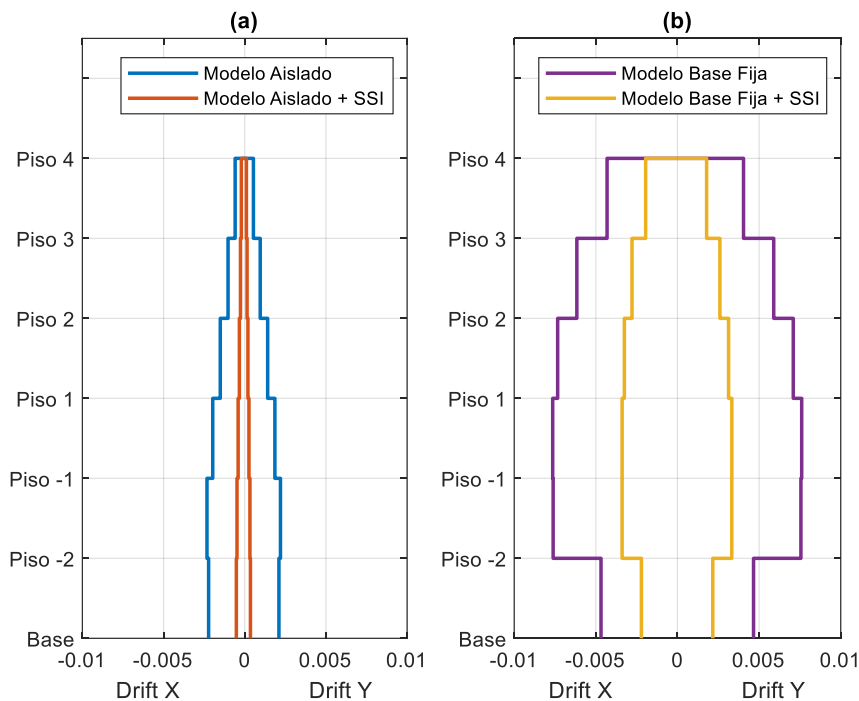 (a)
Modelo Aislado
Modelo Aislado + SSI
Piso 4
Piso 3
Piso 2
Piso 1
Piso -1
Piso -2
Base
-0.01
-0.005
0
0.005
0.01
Drift X
Drift Y
(b)
Modelo Base Fija
Modelo Base Fija + SSI
Piso 4
Piso 3
Piso 2
Piso 1
Piso -1
Piso -2
Base
-0.01
-0.005
0
0.005
0.01
Drift X
Drift Y